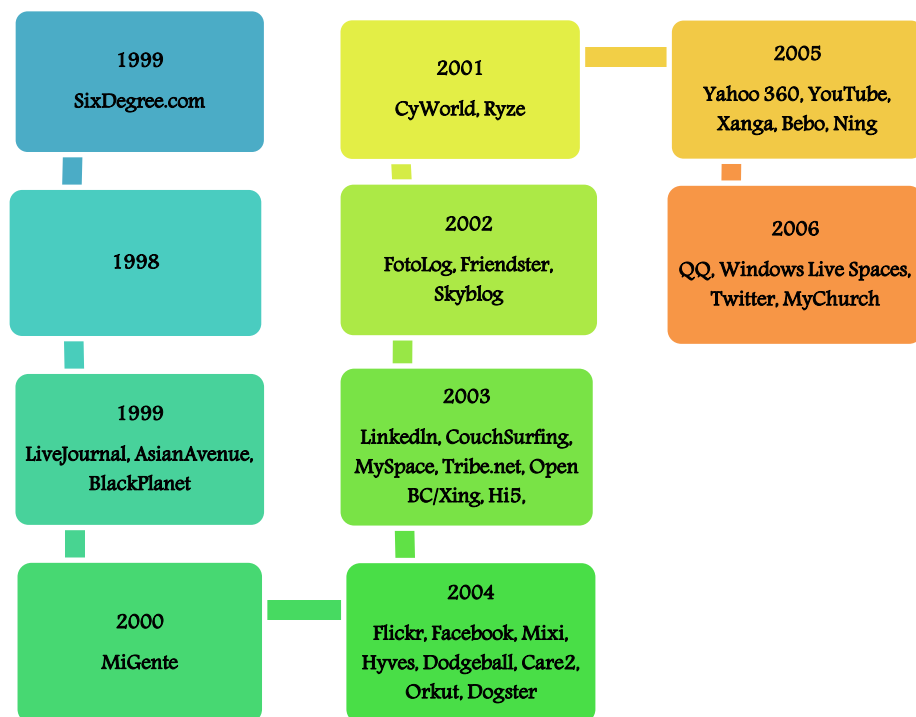 1999
SixDegree.com
1998
1999
LiveJournal, AsianAvenue,
BlackPlanet
2000
MiGente
2001
CyWorld, Ryze
2002
FotoLog, Friendster,
Skyblog
2003
LinkedIn, CouchSurfing,
MySpace, Tribe.net, Open
BC/Xing, Hi5,
2004
Flickr, Facebook, Mixi,
Hyves, Dodgeball, Care2,
Orkut, Dogster
2005
Yahoo 360, YouTube,
Xanga, Bebo, Ning
2006
QQ, Windows Live Spaces,
Twitter, MyChurch